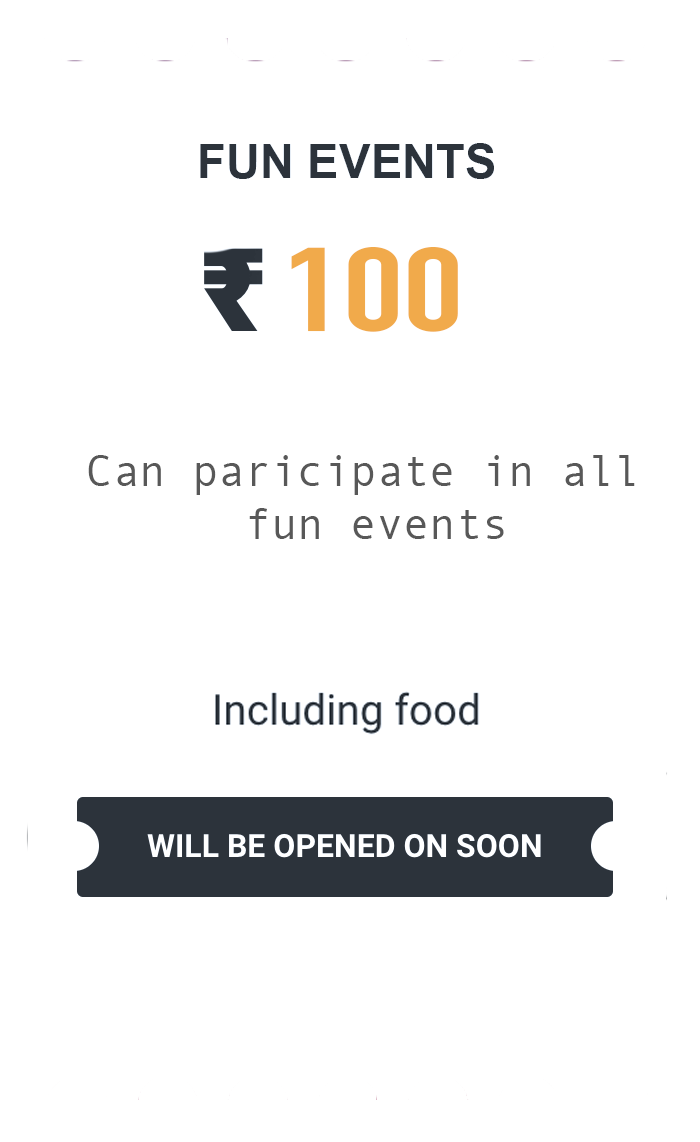 FUN EVENTS
₹ 100
Can paricipate in all
fun events
Including food
WILL BE OPENED ON SOON